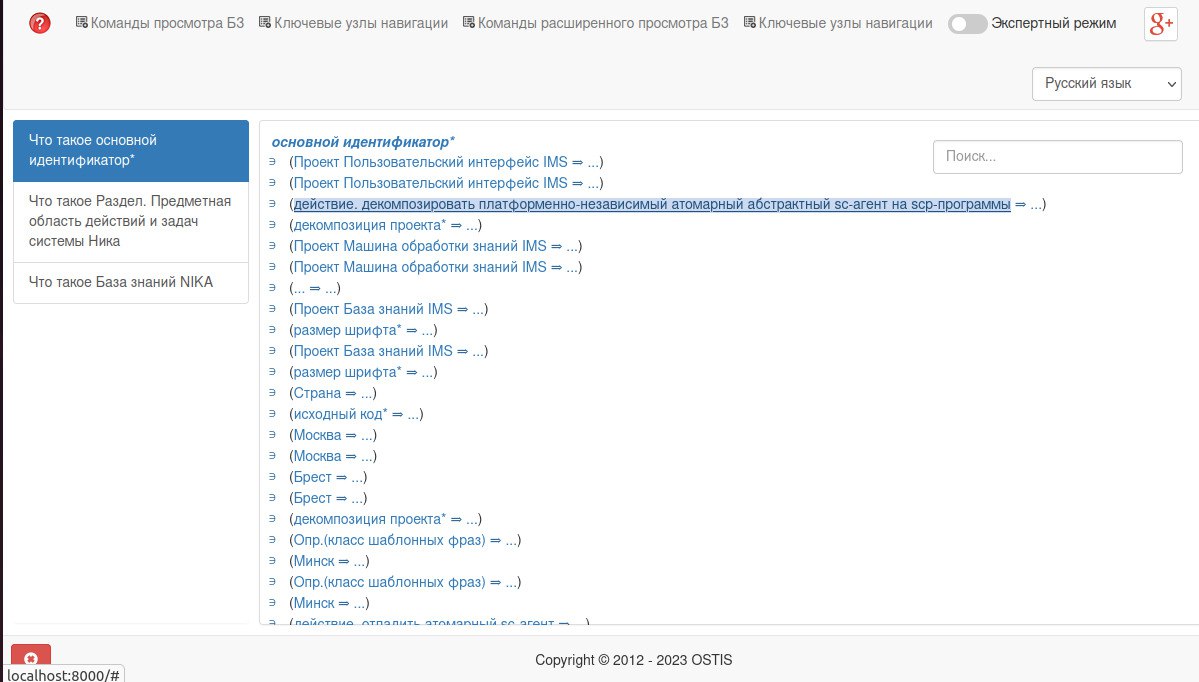 ? Команды просмотра БЗ Ключевые узлы навигации Команды расширенного просмотра БЗ Ключевые узлы навигации Экспертный режим g+
Русский язык
Что такое основной
идентификатор*
Что такое Раздел. Предметная
область действий и задач
системы Ника
Что такое База знаний NIKA
основной идентификатор*
Поиск...
∍ (Проект Пользовательский интерфейс IMS ⇒ ...)
∍ (Проект Пользовательский интерфейс IMS ⇒ ...)
∍ (действие. декомпозировать платформенно-независимый атомарный абстрактный sc-агент на scp-программы ⇒ ...)
∍ (декомпозиция проекта* ⇒ ...)
∍ (Проект Машина обработки знаний IMS ⇒ ...)
∍ (Проект Машина обработки знаний IMS ⇒ ...)
∍ (... ⇒ ...)
∍ (Проект База знаний IMS ⇒ ...)
∍ (размер шрифта* ⇒ ...)
∍ (Проект База знаний IMS ⇒ ...)
∍ (размер шрифта* ⇒ ...)
∍ (Страна ⇒ ...)
∍ (исходный код* ⇒ ...)
∍ (Москва ⇒ ...)
∍ (Москва ⇒ ...)
∍ (Брест ⇒ ...)
∍ (Брест ⇒ ...)
∍ (декомпозиция проекта* ⇒ ...)
∍ (Опр.(класс шаблонных фраз) ⇒ ...)
∍ (Минск ⇒ ...)
∍ (Опр.(класс шаблонных фраз) ⇒ ...)
∍ (Минск ⇒ ...)
∍ (действие. отладить атомарный sc-агент ⇒ ...)
Copyright © 2012 - 2023 OSTIS
localhost:8000/#